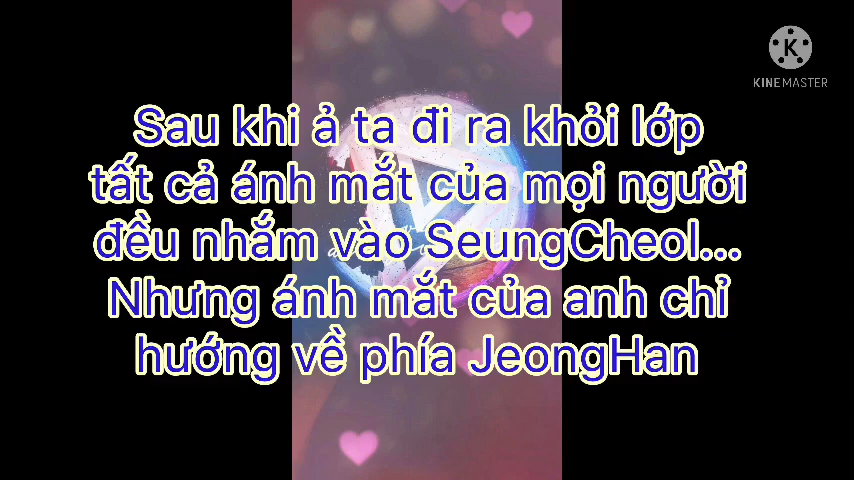 KINEMASTER
Sau khi ả ta đi ra khỏi lớp
tất cả ánh mắt của mọi người
đều nhắm vào SeungCheol...
Nhưng ánh mắt của anh chỉ
hướng về phía JeongHan